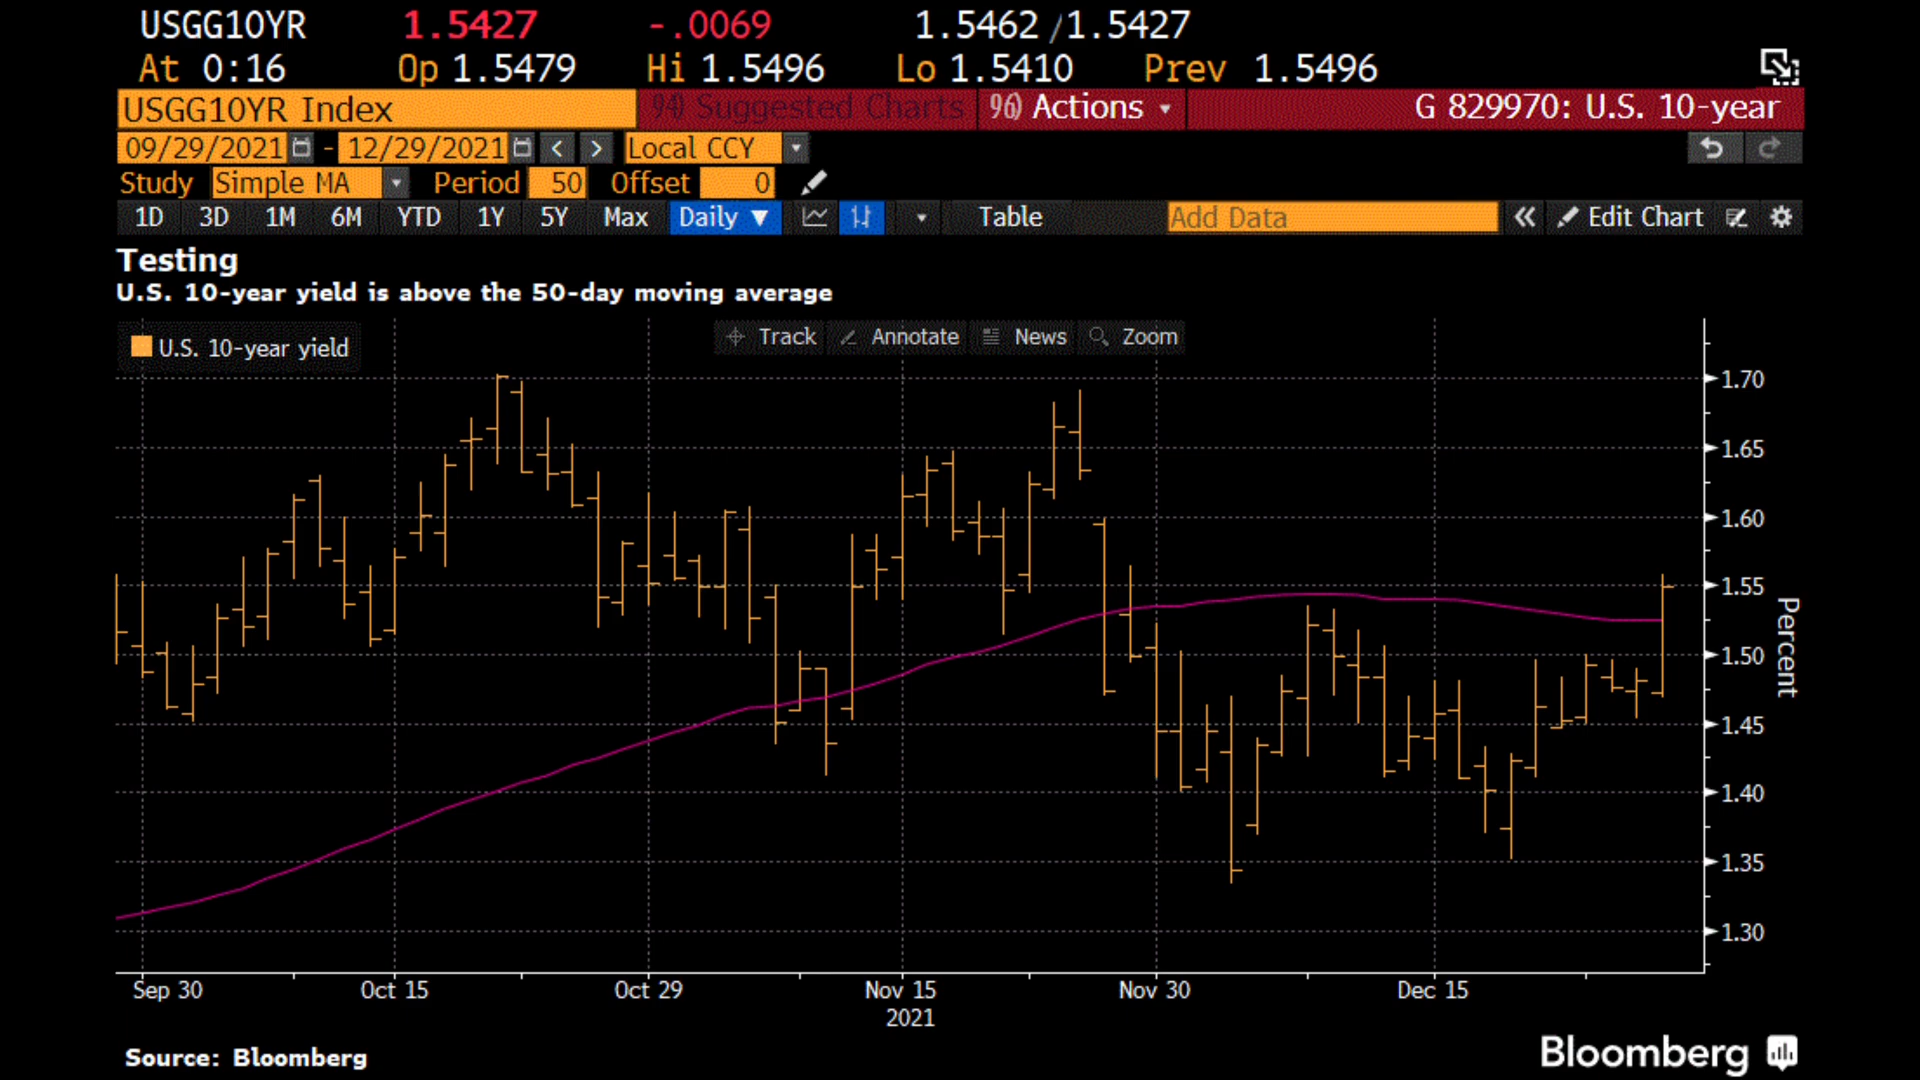 USGG10YR 1.5427 -.0069 1.5462 /1.5427
At 0:16 Op 1.5479 Hi 1.5496 Lo 1.5410 Prev 1.5496
USGG10YR Index 94) Suggested Charts 96) Actions G 829970: U.S. 10-year
09/29/2021 - 12/29/2021 < > Local CCY
Study Simple MA Period 50 Offset 0
1D 3D 1M 6M YTD 1Y 5Y Max Daily ▼ Table Add Data « Edit Chart
Testing
U.S. 10-year yield is above the 50-day moving average
U.S. 10-year yield
Track Annotate News Zoom
1.70
1.65
1.60
1.55
1.50
1.45
1.40
1.35
1.30
Percent
Sep 30 Oct 15 Oct 29 Nov 15 Nov 30 Dec 15
2021
Source: Bloomberg
Bloomberg